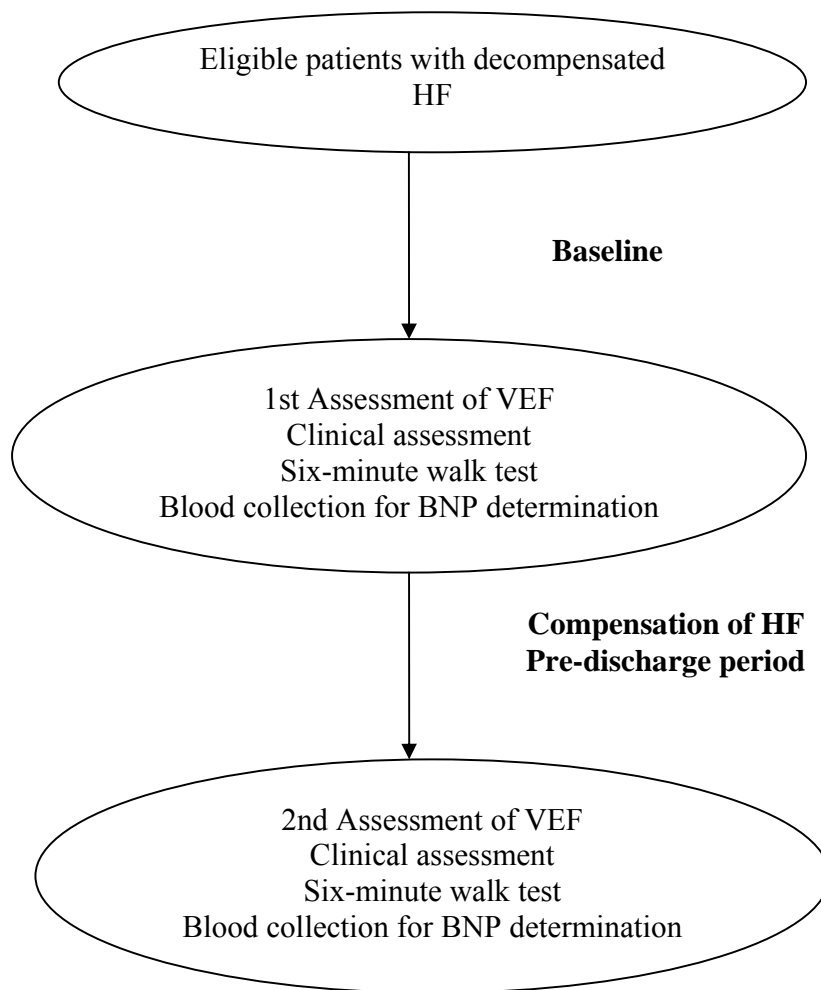 Eligible patients with decompensated
HF
Baseline
1st Assessment of VEF
Clinical assessment
Six-minute walk test
Blood collection for BNP determination
Compensation of HF
Pre-discharge period
2nd Assessment of VEF
Clinical assessment
Six-minute walk test
Blood collection for BNP determination